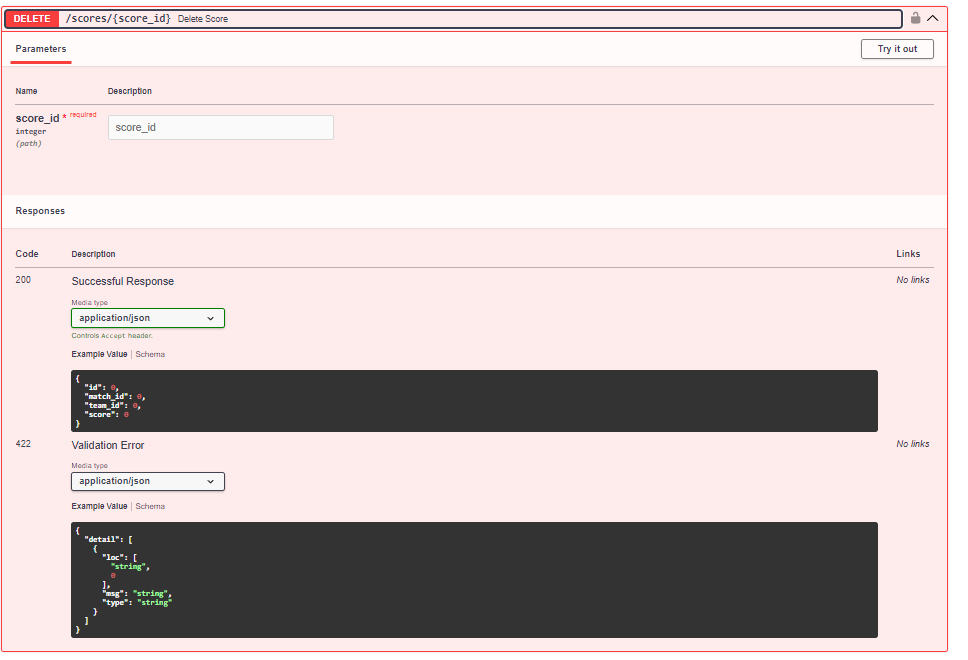 DELETE /scores/{score_id} Delete Score
Parameters
Try it out
Name Description
score_id * required
integer
(path)
score_id
Responses
Code Description Links
200 Successful Response No links
Media type
application/json
Controls Accept header.
Example Value | Schema
{
  "id": 0,
  "match_id": 0,
  "team_id": 0,
  "score": 0
}
422 Validation Error No links
Media type
application/json
Example Value | Schema
{
  "detail": [
    {
      "loc": [
        "string",
        0
      ],
      "msg": "string",
      "type": "string"
    }
  ]
}